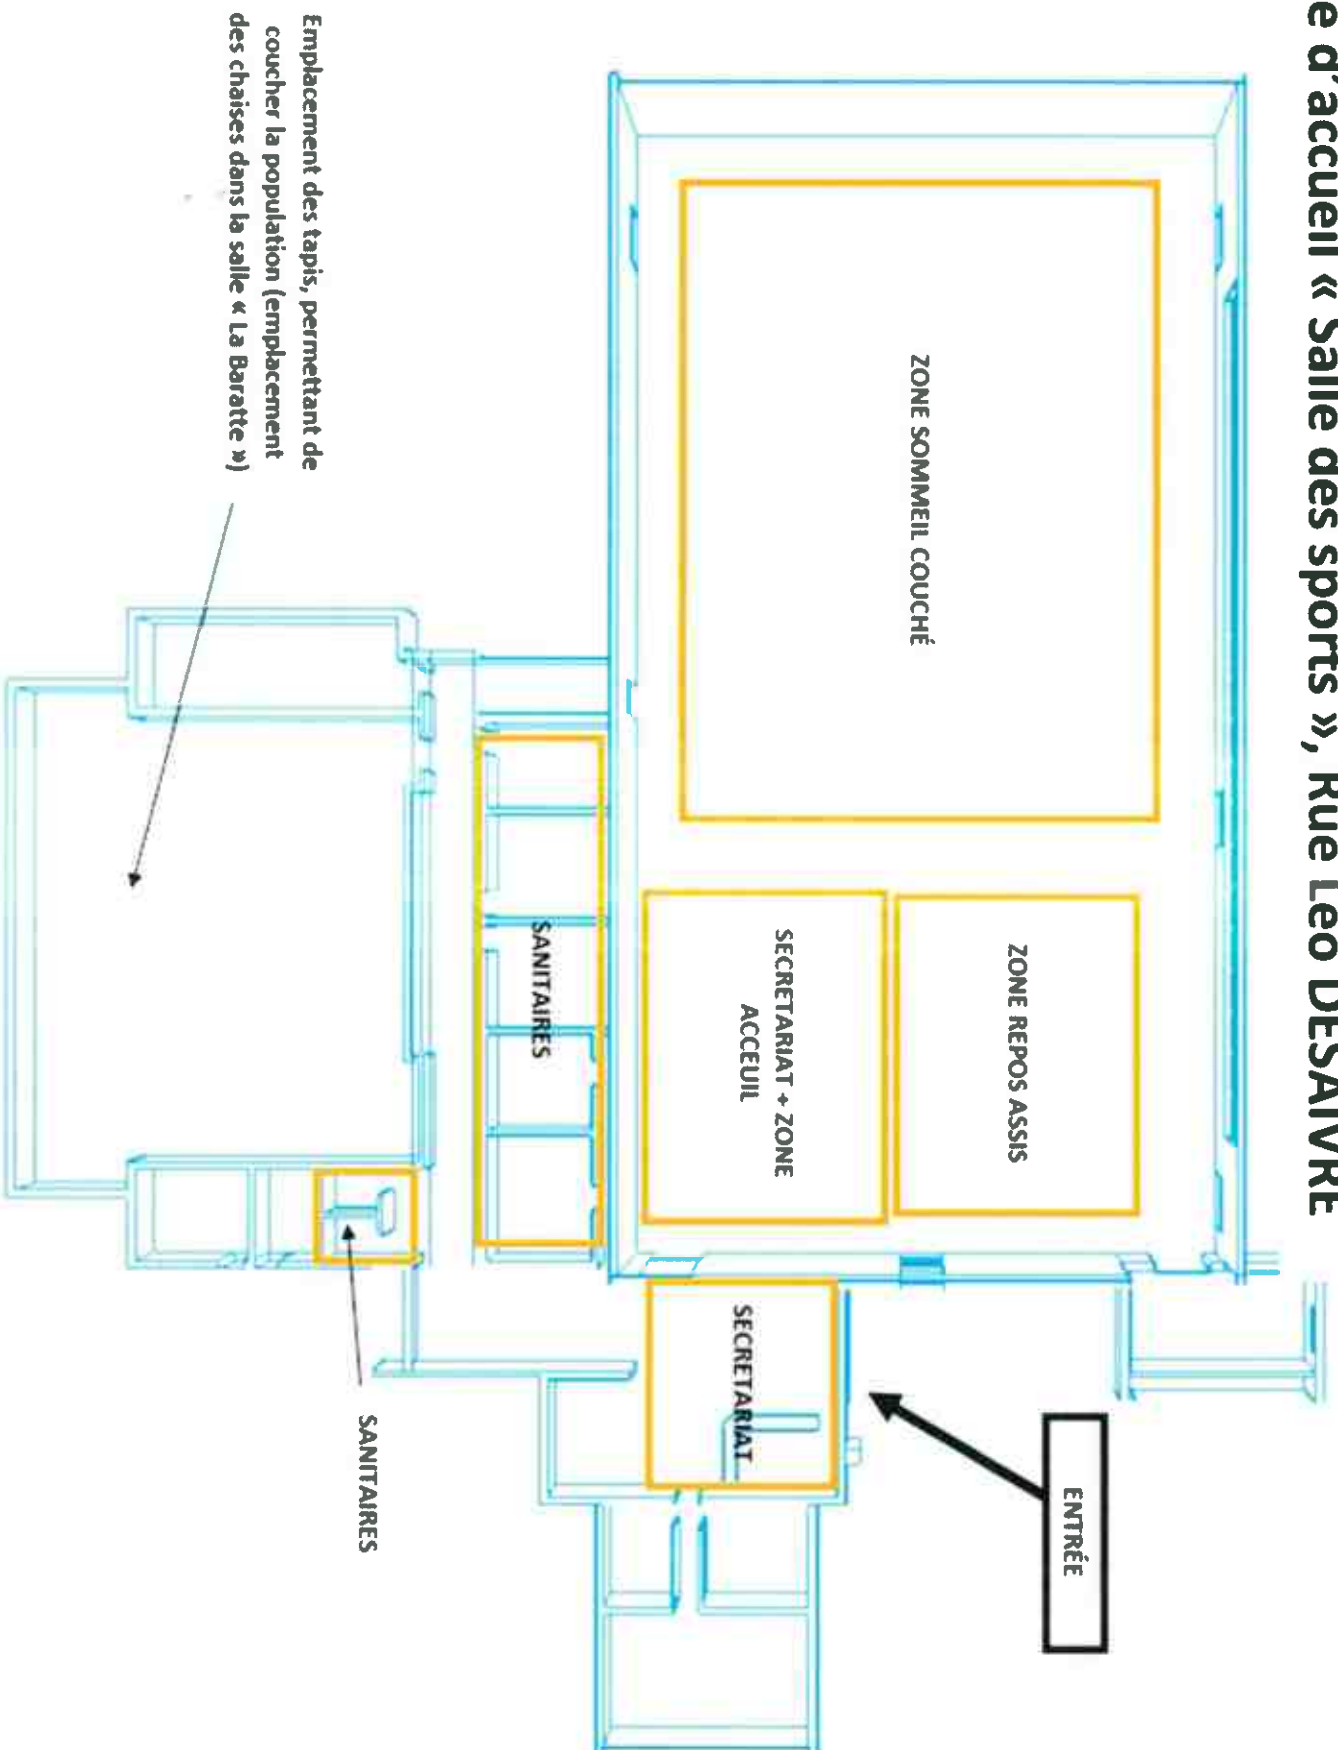 e d'accueil « Salle des sports », Rue Leo DESAIVRE
ENTRÉE
ZONE REPOS ASSIS
ZONE SOMMEIL COUCHÉ
SECRETARIAT + ZONE
ACCEUIL
SECRETARIAT
SANITAIRES
SANITAIRES
Emplacement des tapis, permettant de
coucher la population (emplacement
des chaises dans la salle « La Baratte »)